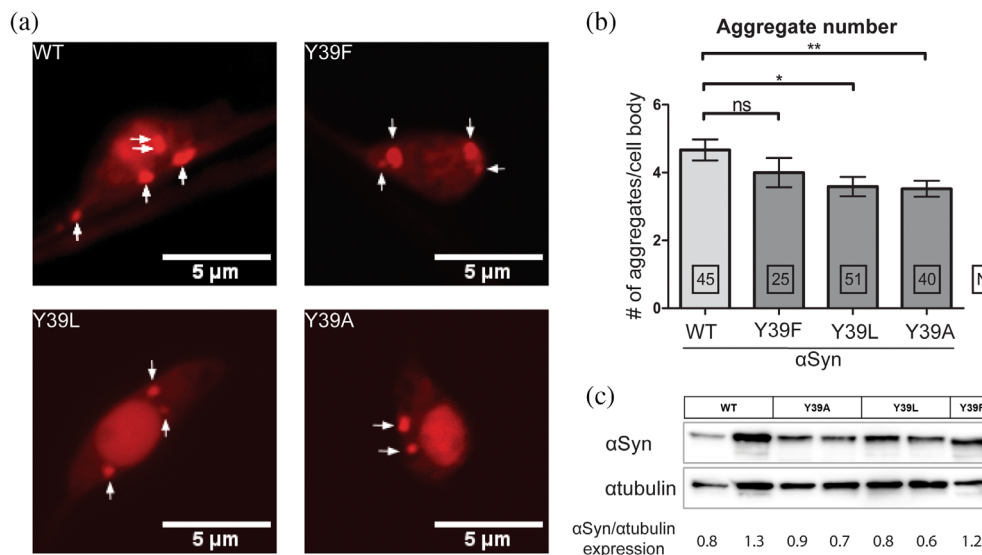 (a)
WT
Y39F
5 µm
5 µm
Y39L
Y39A
5 µm
5 µm
(b)
Aggregate number
**
*
ns
# of aggregates/cell body
6
4
2
0
45
25
51
40
N
WT Y39F Y39L Y39A
αSyn
(c)
WT Y39A Y39L Y39F
αSyn
αtubulin
αSyn/αtubulin
expression
0.8 1.3 0.9 0.7 0.8 0.6 1.2